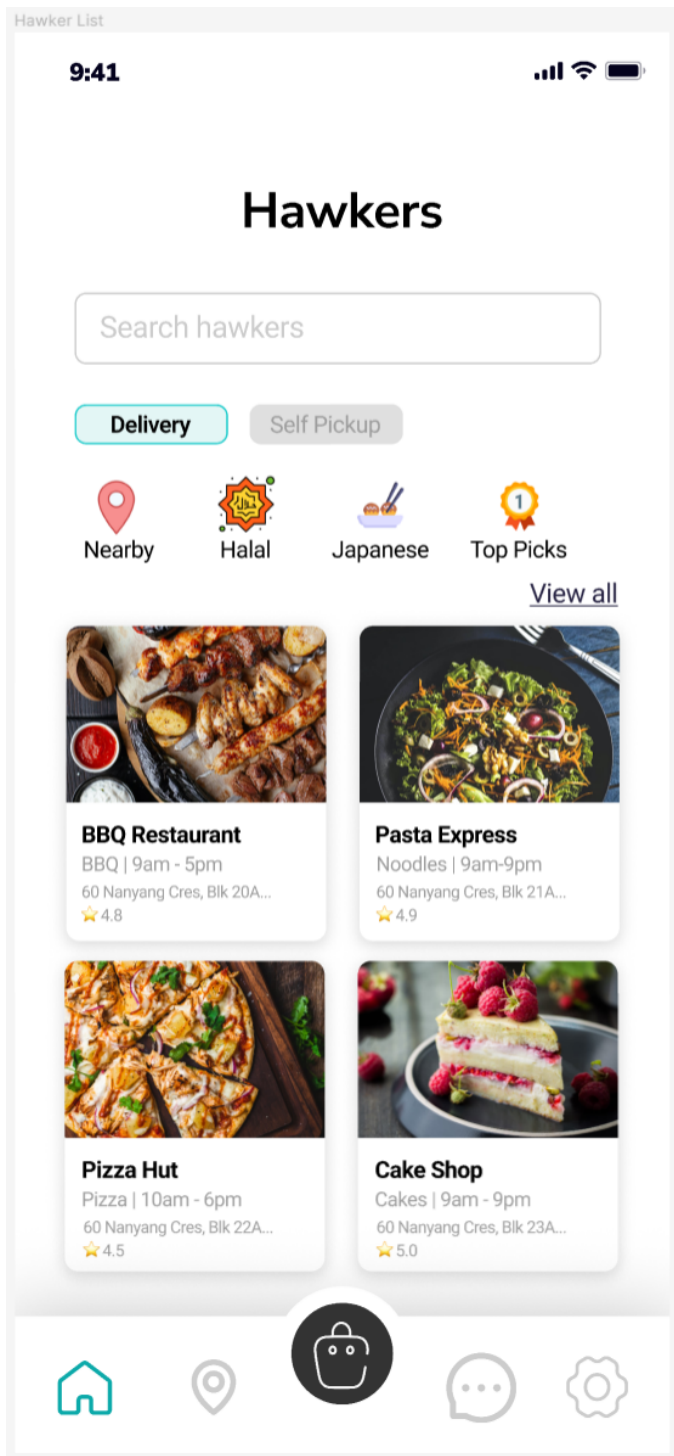 Hawker List
9:41
Hawkers
Search hawkers
Delivery
Self Pickup
Nearby
Halal
Japanese
Top Picks
1
View all
BBQ Restaurant
BBQ | 9am - 5pm
60 Nanyang Cres, Blk 20A...
4.8
Pasta Express
Noodles | 9am-9pm
60 Nanyang Cres, Blk 21A...
4.9
Pizza Hut
Pizza | 10am - 6pm
60 Nanyang Cres, Blk 22A...
4.5
Cake Shop
Cakes | 9am - 9pm
60 Nanyang Cres, Blk 23A...
5.0